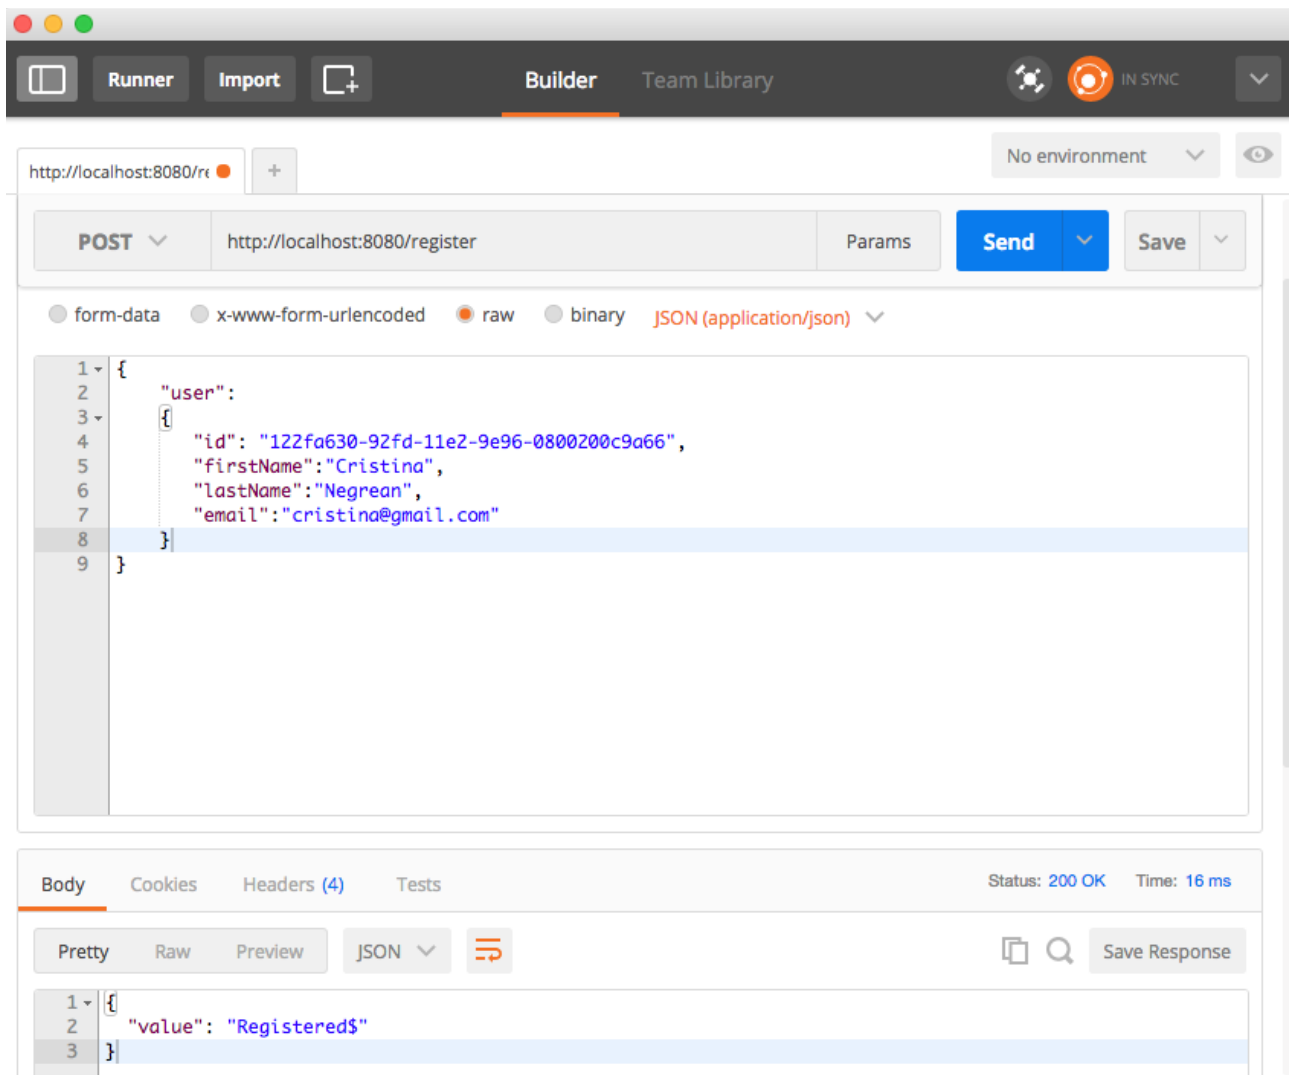 Runner Import Builder Team Library IN SYNC
http://localhost:8080/re + No environment
POST http://localhost:8080/register Params Send Save
form-data x-www-form-urlencoded raw binary JSON (application/json)
1 {
2 "user":
3 {
4 "id": "122fa630-92fd-11e2-9e96-0800200c9a66",
5 "firstName":"Cristina",
6 "lastName":"Negrean",
7 "email":"cristina@gmail.com"
8 }
9 }
Body Cookies Headers (4) Tests Status: 200 OK Time: 16 ms
Pretty Raw Preview JSON Save Response
1 {
2 "value": "Registered$"
3 }